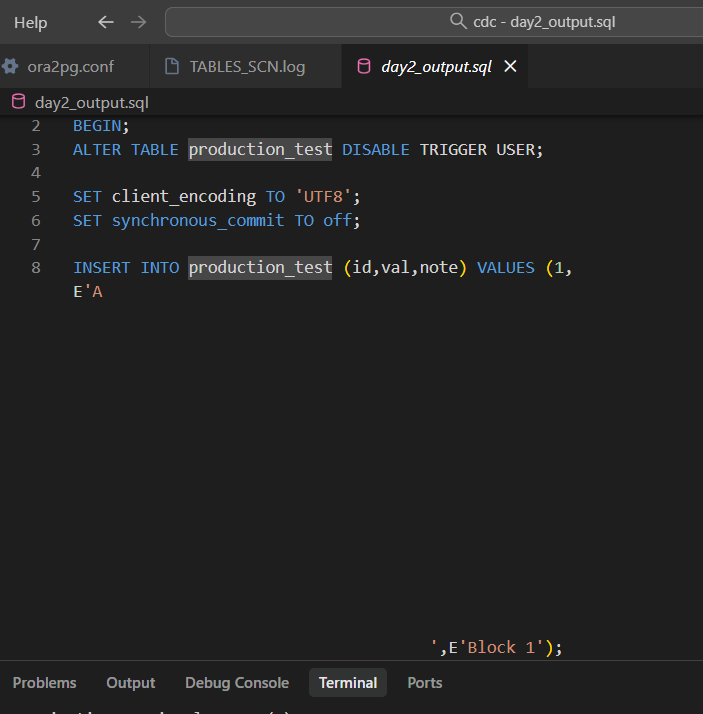 Help ← → cdc - day2_output.sql
ora2pg.conf TABLES_SCN.log day2_output.sql ×
day2_output.sql
2 BEGIN;
3 ALTER TABLE production_test DISABLE TRIGGER USER;
4
5 SET client_encoding TO 'UTF8';
6 SET synchronous_commit TO off;
7
8 INSERT INTO production_test (id,val,note) VALUES (1,
E'A
',E'Block 1');
Problems Output Debug Console Terminal Ports